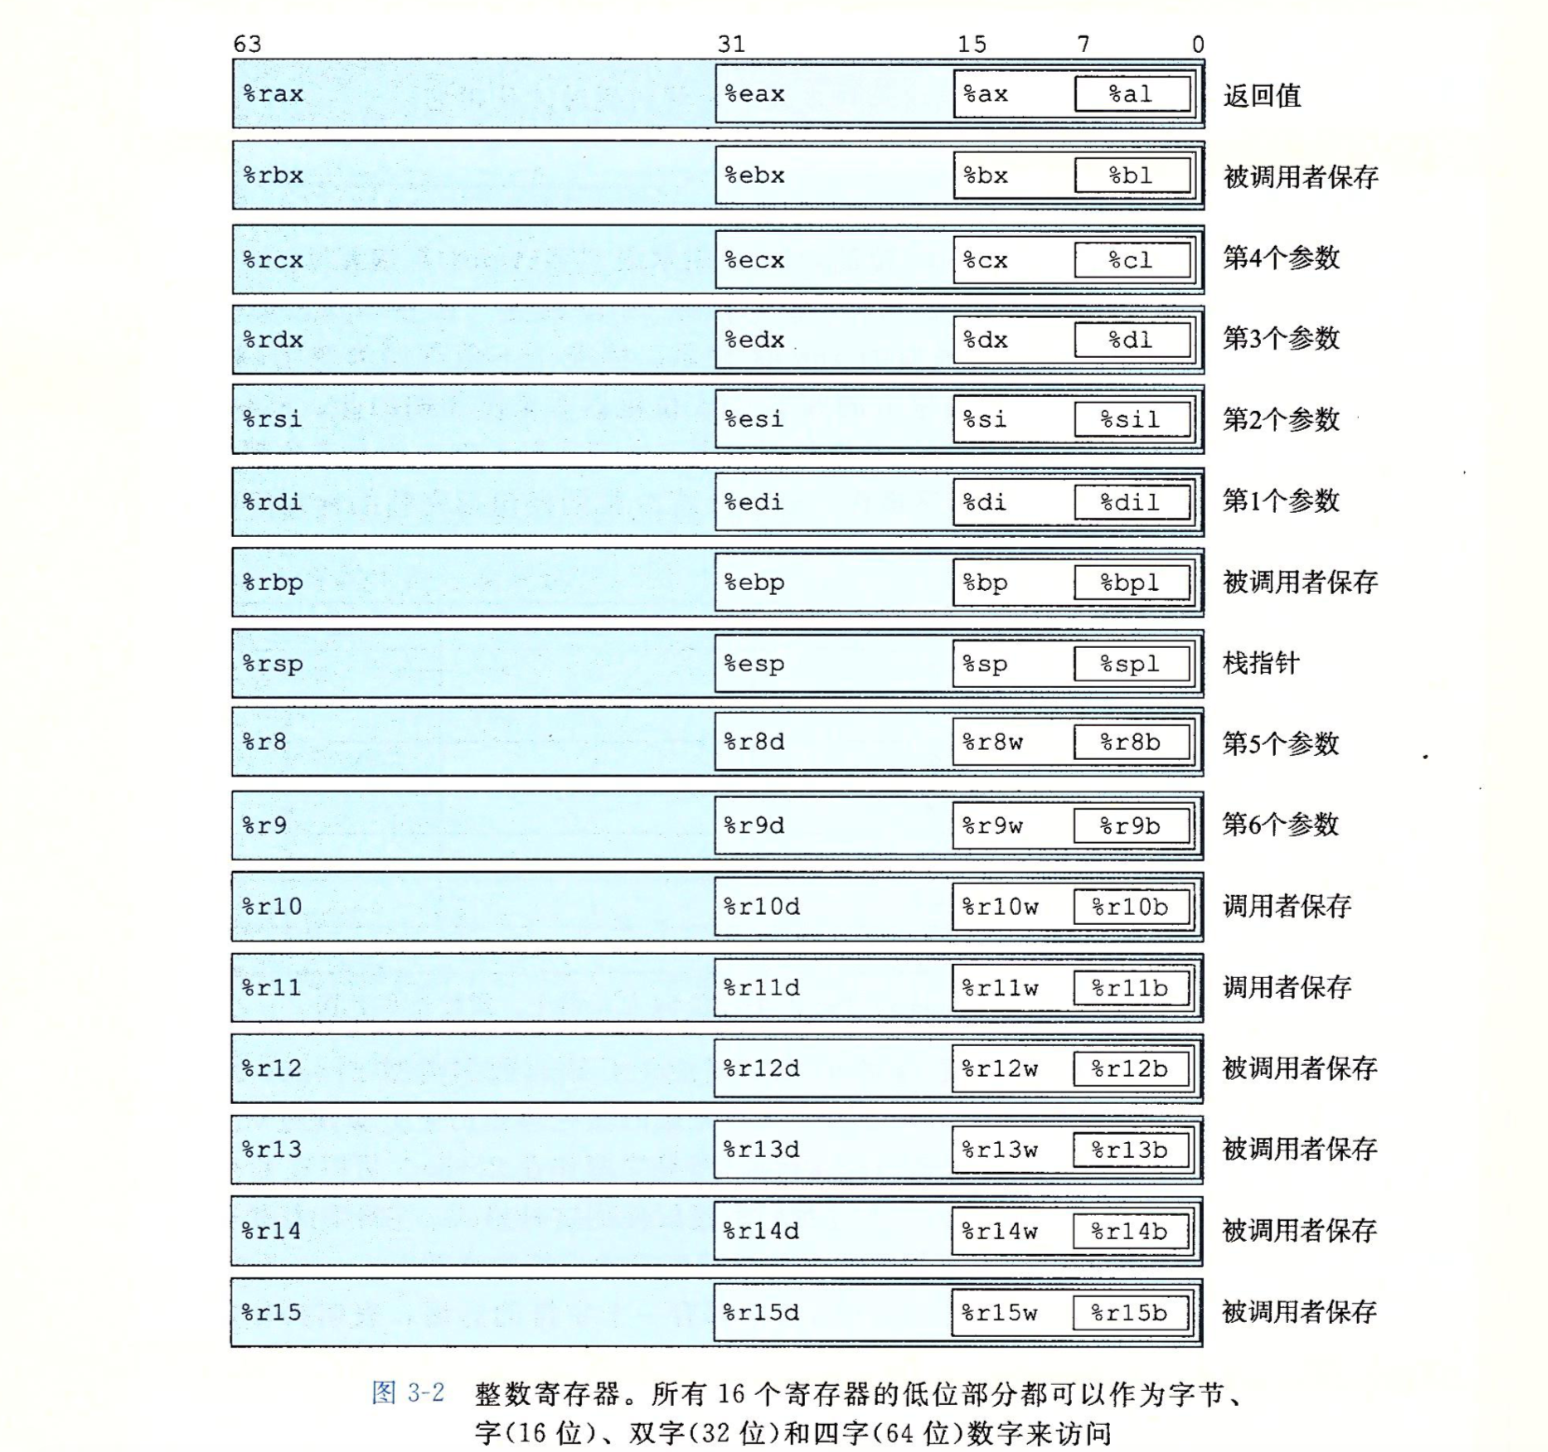 63 31 15 7 0
%rax %eax %ax %al 返回值
%rbx %ebx %bx %bl 被调用者保存
%rcx %ecx %cx %cl 第4个参数
%rdx %edx %dx %dl 第3个参数
%rsi %esi %si %sil 第2个参数
%rdi %edi %di %dil 第1个参数
%rbp %ebp %bp %bpl 被调用者保存
%rsp %esp %sp %spl 栈指针
%r8 %r8d %r8w %r8b 第5个参数
%r9 %r9d %r9w %r9b 第6个参数
%r10 %r10d %r10w %r10b 调用者保存
%r11 %r11d %r11w %r11b 调用者保存
%r12 %r12d %r12w %r12b 被调用者保存
%r13 %r13d %r13w %r13b 被调用者保存
%r14 %r14d %r14w %r14b 被调用者保存
%r15 %r15d %r15w %r15b 被调用者保存
图 3-2 整数寄存器。所有 16 个寄存器的低位部分都可以作为字节、
字(16 位)、双字(32 位)和四字(64 位)数字来访问